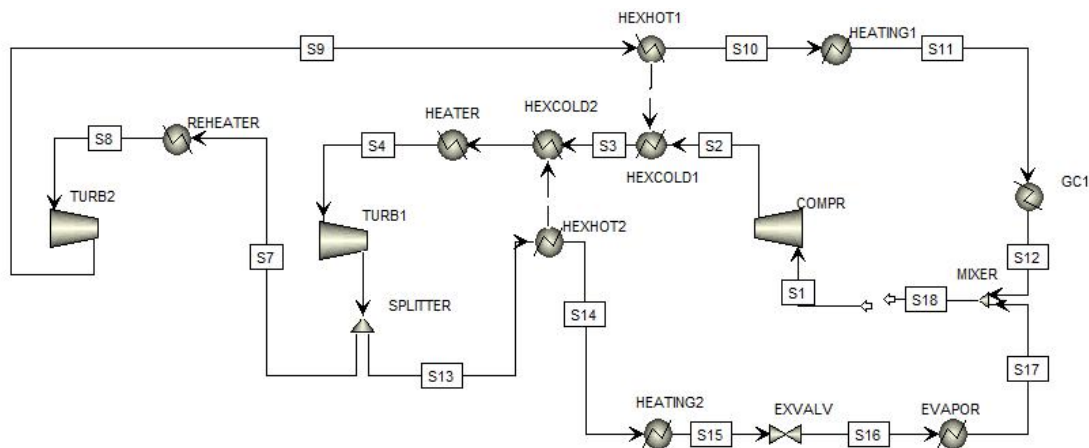 HEXHOT1
S9
S10
HEATING1
S11
HEXCOLD2
HEATER
REHEATER
S8
S4
S3
S2
HEXCOLD1
GC1
TURB2
TURB1
COMPR
HEXHOT2
S7
S12
MIXER
S1
S18
SPLITTER
S14
S13
S17
HEATING2
EXVALV
EVAPOR
S15
S16